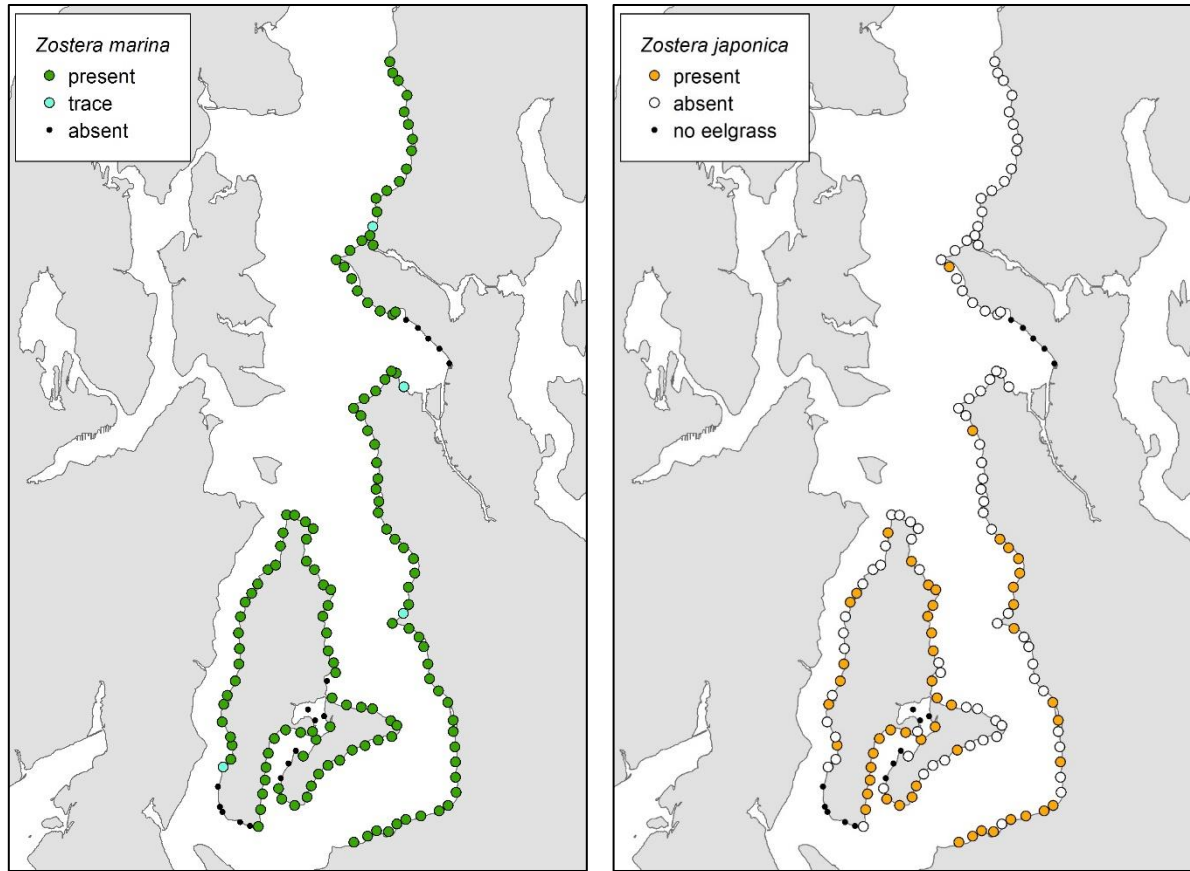 Zostera marina
present
trace
absent
Zostera japonica
present
absent
no eelgrass